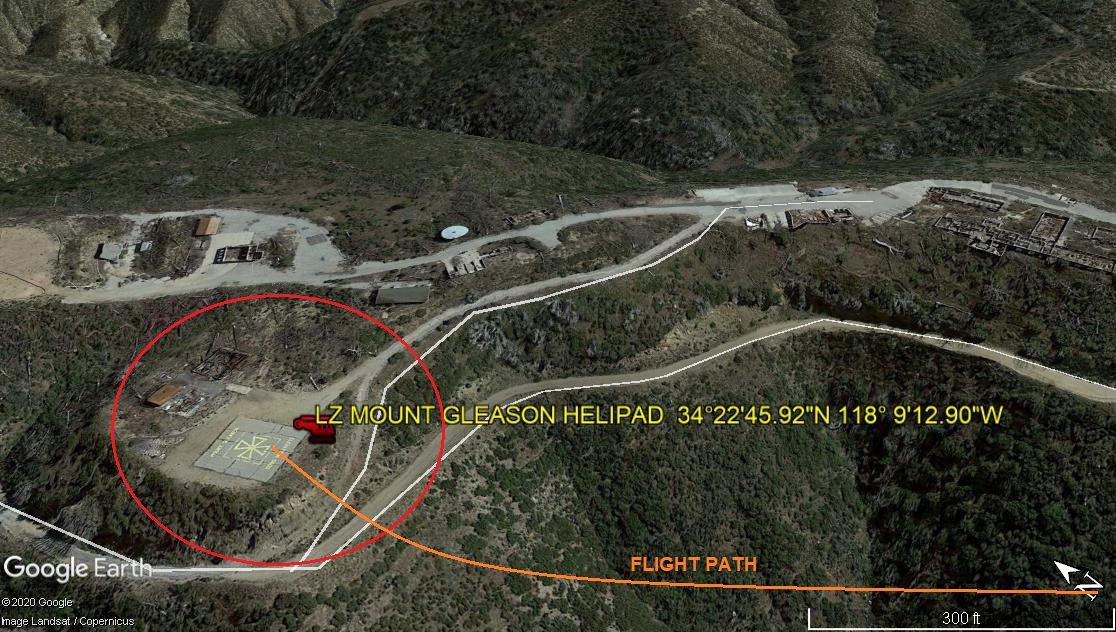 LZ MOUNT GLEASON HELIPAD 34°22'45.92"N 118° 9'12.90"W
FLIGHT PATH
Google Earth
©2020 Google
Image Landsat / Copernicus
N
300 ft